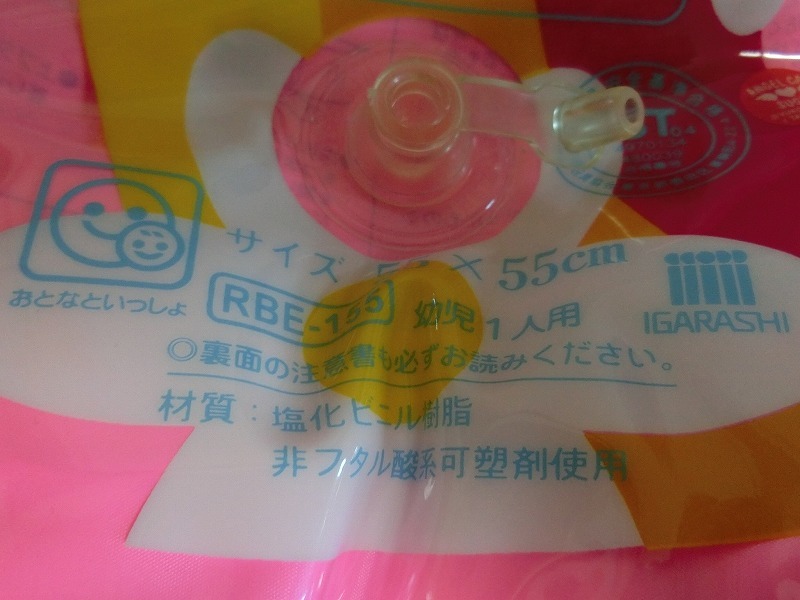 サイズ × 55cm
おとなといっしょ
RBE-155 幼児1人用
IGARASHI
◎裏面の注意書も必ずお読みください。
材質：塩化ビニル樹脂
非フタル酸系可塑剤使用